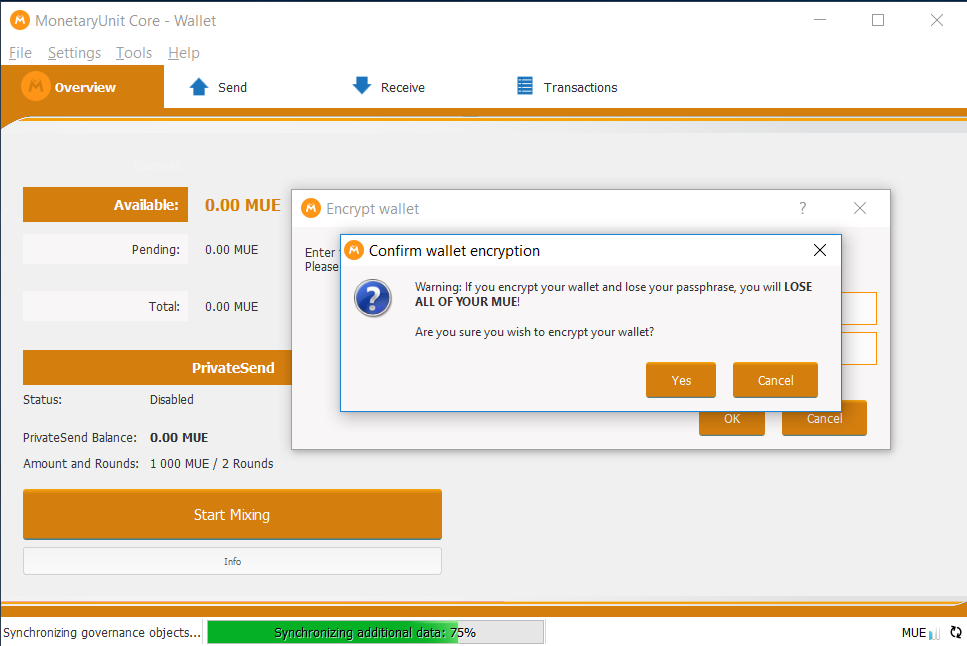 MonetaryUnit Core - Wallet
File Settings Tools Help
Overview Send Receive Transactions
Available: 0.00 MUE
Pending: 0.00 MUE
Total: 0.00 MUE
PrivateSend
Status: Disabled
PrivateSend Balance: 0.00 MUE
Amount and Rounds: 1 000 MUE / 2 Rounds
Start Mixing
Info
Encrypt wallet
Enter
Please
Confirm wallet encryption
Warning: If you encrypt your wallet and lose your passphrase, you will LOSE
ALL OF YOUR MUE!
Are you sure you wish to encrypt your wallet?
Yes Cancel
OK Cancel
Synchronizing governance objects... Synchronizing additional data: 75% MUE